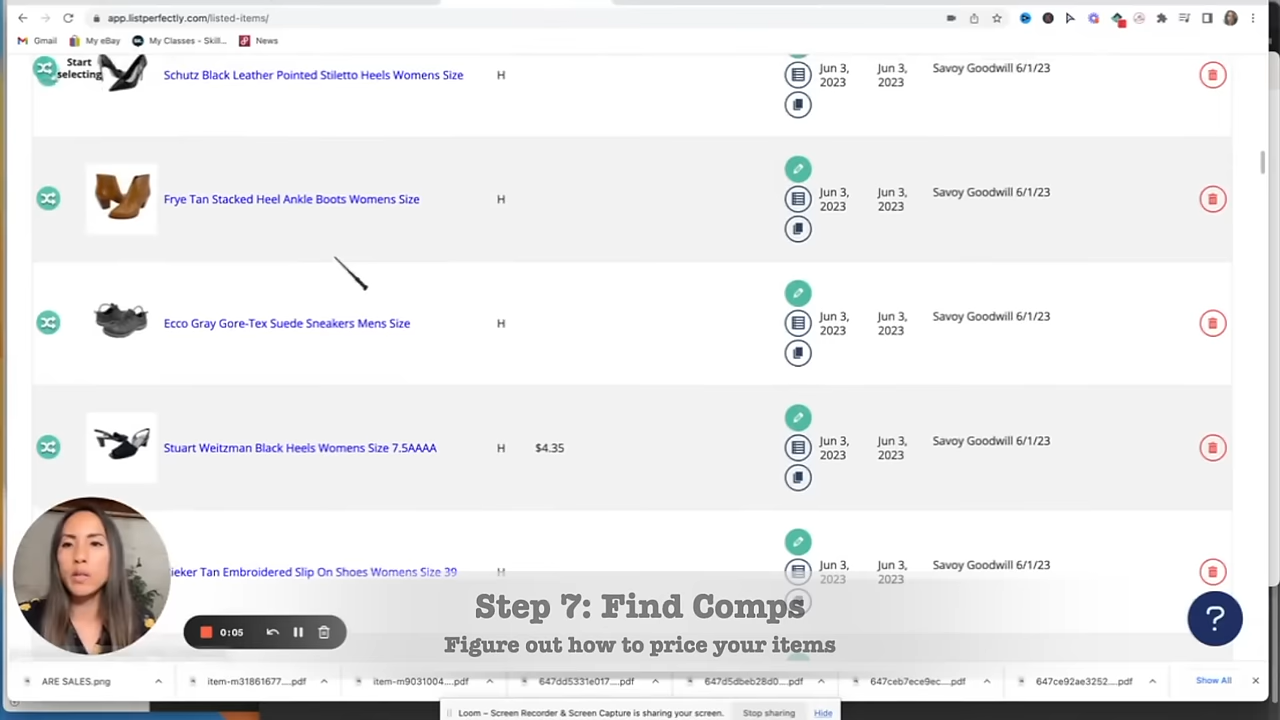 app.listperfectly.com/listed-items/
Gmail
My eBay
My Classes - Skill...
News
Start
selecting
Schutz Black Leather Pointed Stiletto Heels Womens Size
H
Jun 3,
2023
Jun 3,
2023
Savoy Goodwill 6/1/23
Frye Tan Stacked Heel Ankle Boots Womens Size
H
Jun 3,
2023
Jun 3,
2023
Savoy Goodwill 6/1/23
Ecco Gray Gore-Tex Suede Sneakers Mens Size
H
Jun 3,
2023
Jun 3,
2023
Savoy Goodwill 6/1/23
Stuart Weitzman Black Heels Womens Size 7.5AAAA
H
$4.35
Jun 3,
2023
Jun 3,
2023
Savoy Goodwill 6/1/23
ieker Tan Embroidered Slip On Shoes Womens Size 39
H
Jun 3,
2023
Jun 3,
2023
Savoy Goodwill 6/1/23
Step 7: Find Comps
Figure out how to price your items
0:05
?
ARE SALES.png
item-m31861677....pdf
item-m9031004....pdf
647dd5331e017....pdf
647d5dbeb28d0....pdf
647ceb7ece9ec....pdf
647ce92ae3252....pdf
Show All
Loom – Screen Recorder & Screen Capture is sharing your screen.
Stop sharing
Hide